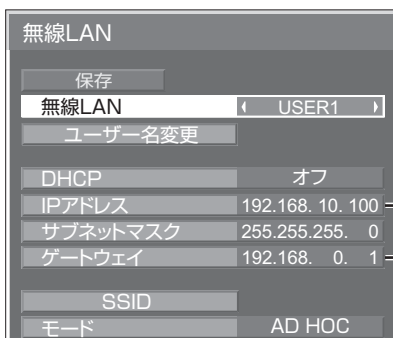 無線LAN
保存
無線LAN USER1
ユーザー名変更
DHCP オフ
IPアドレス 192.168. 10. 100
サブネットマスク 255.255.255. 0
ゲートウェイ 192.168. 0. 1
SSID
モード AD HOC